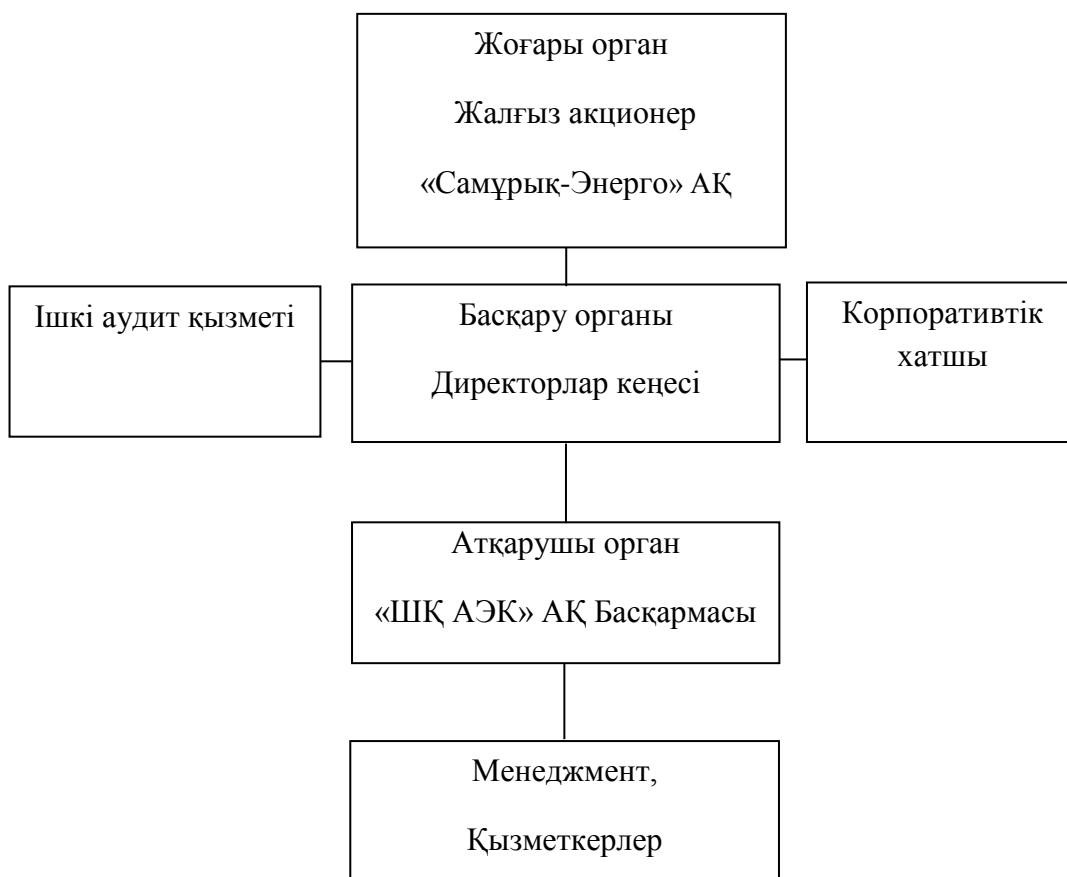 Жоғары орган
Жалғыз акционер
«Самұрық-Энерго» АҚ
Ішкі аудит қызметі
Басқару органы
Директорлар кеңесі
Корпоративтік
хатшы
Атқарушы орган
«ШҚ АЭК» АҚ Басқармасы
Менеджмент,
Қызметкерлер